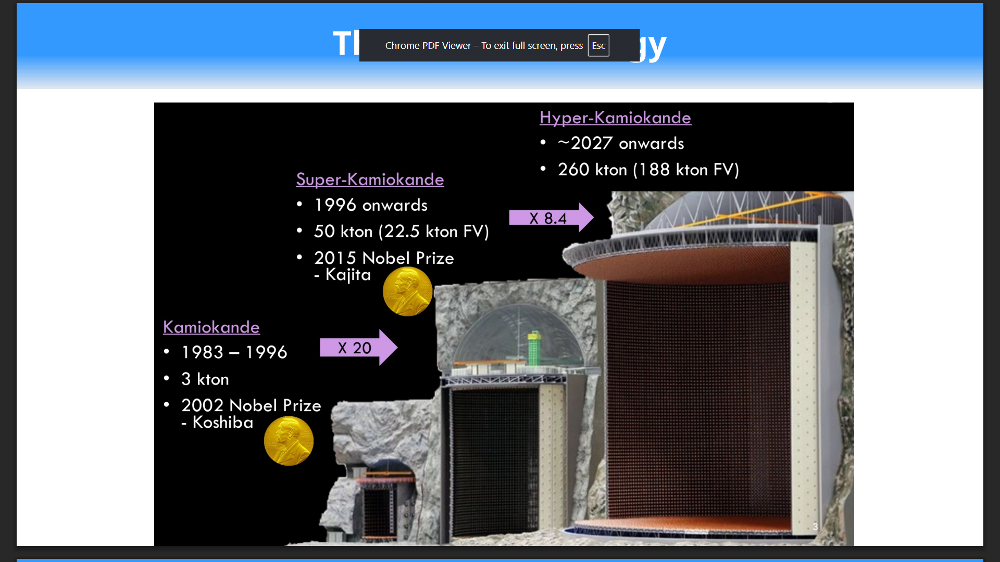 Chrome PDF Viewer – To exit full screen, press Esc
Hyper-Kamiokande
• ~2027 onwards
• 260 kton (188 kton FV)
Super-Kamiokande
• 1996 onwards
• 50 kton (22.5 kton FV)
• 2015 Nobel Prize
- Kajita
X 8.4
Kamiokande
• 1983 – 1996
• 3 kton
• 2002 Nobel Prize
- Koshiba
X 20
3